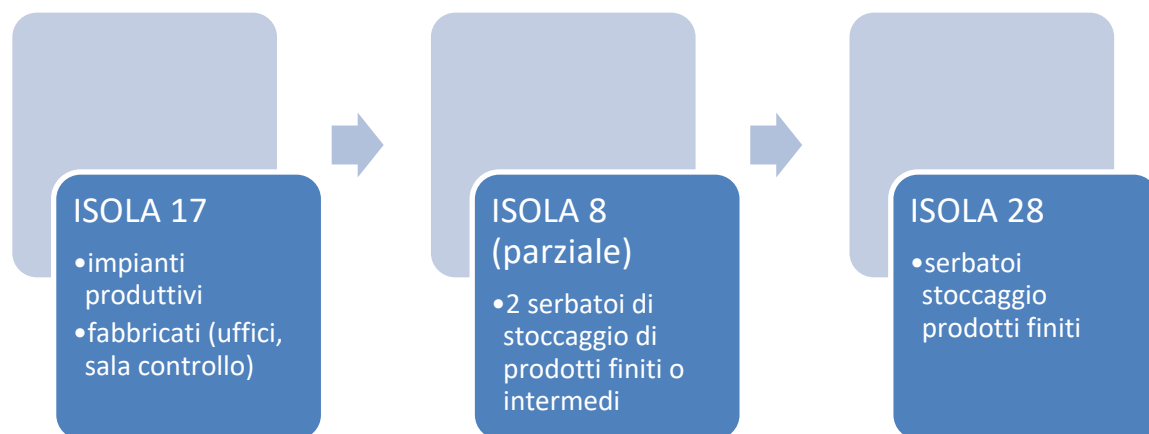 ISOLA 17
•impianti
produttivi
•fabbricati (uffici,
sala controllo)
ISOLA 8
(parziale)
•2 serbatoi di
stoccaggio di
prodotti finiti o
intermedi
ISOLA 28
•serbatoi
stoccaggio
prodotti finiti